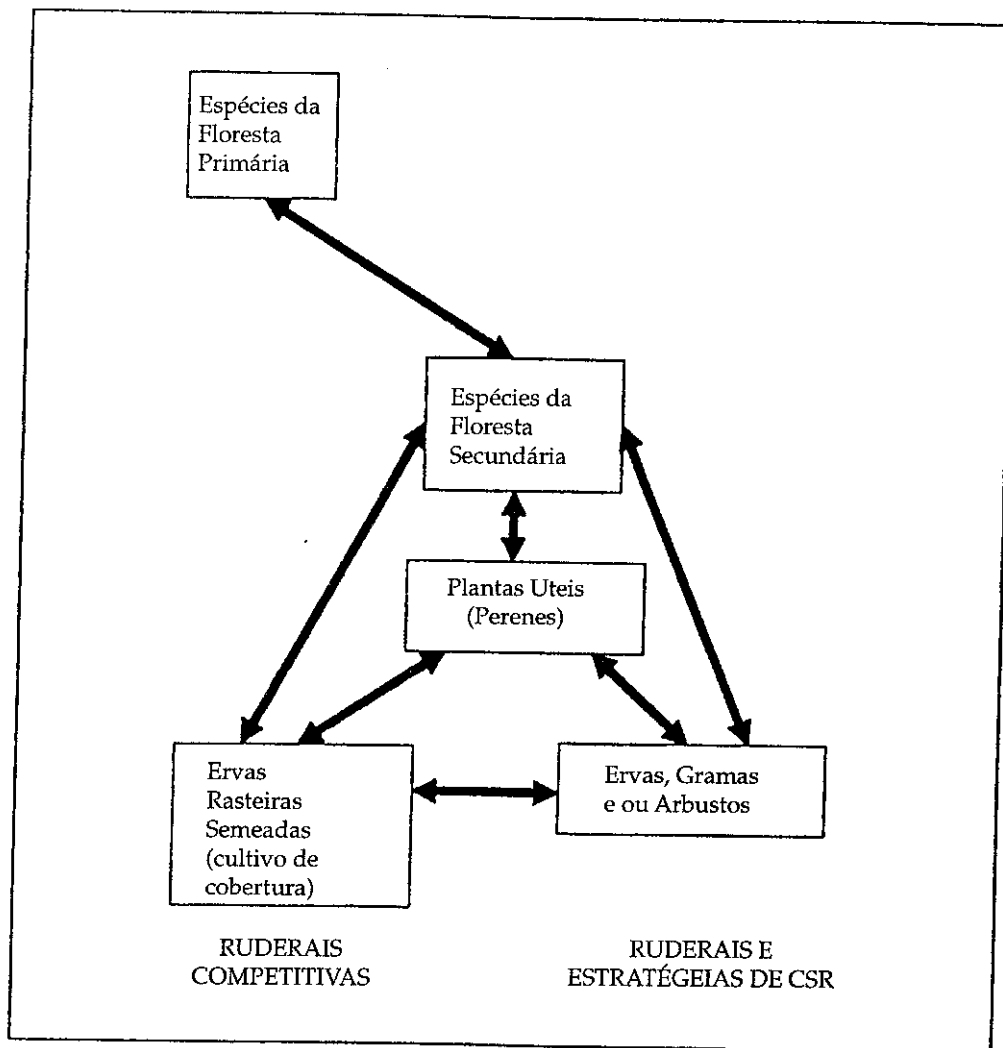 Espécies da
Floresta
Primária
Espécies da
Floresta
Secundária
Plantas Uteis
(Perenes)
Ervas
Rasteiras
Semeadas
(cultivo de
cobertura)
Ervas, Gramas
e ou Arbustos
RUDERAIS
COMPETITIVAS
RUDERAIS E
ESTRATÉGEIAS DE CSR